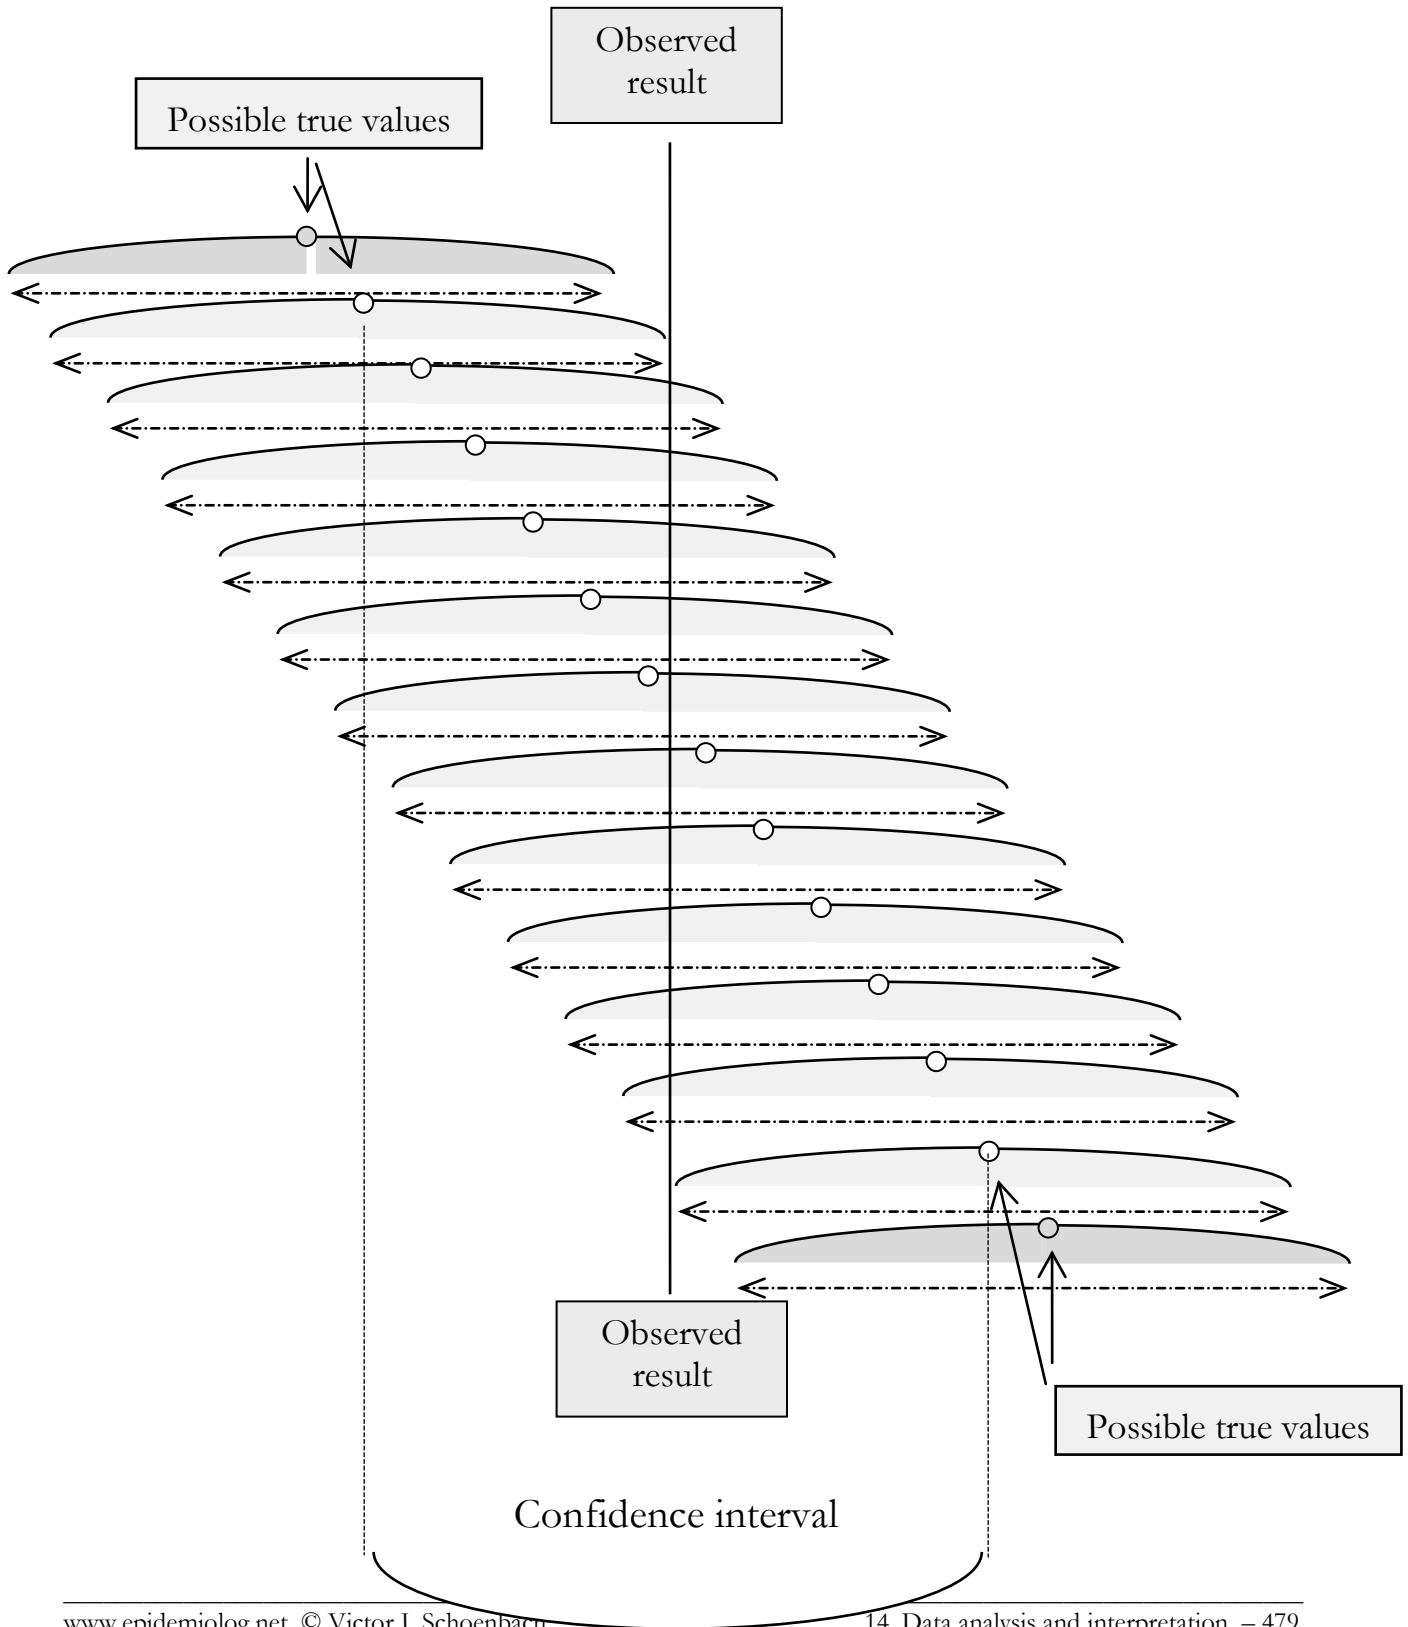 Observed
result
Possible true values
Observed
result
Possible true values
Confidence interval
www.epidemiolog.net, © Victor J. Schoenbach
14. Data analysis and interpretation – 479